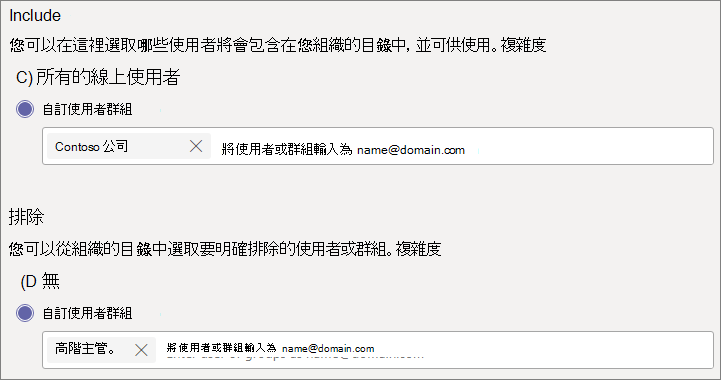 Include
您可以在這裡選取哪些使用者將會包含在您組織的目錄中, 並可供使用。複雜度
C) 所有的線上使用者
自訂使用者群組
Contoso 公司 將使用者或群組輸入為 name@domain.com
排除
您可以從組織的目錄中選取要明確排除的使用者或群組。複雜度
(D 無
自訂使用者群組
高階主管。 將使用者或群組輸入為 name@domain.com